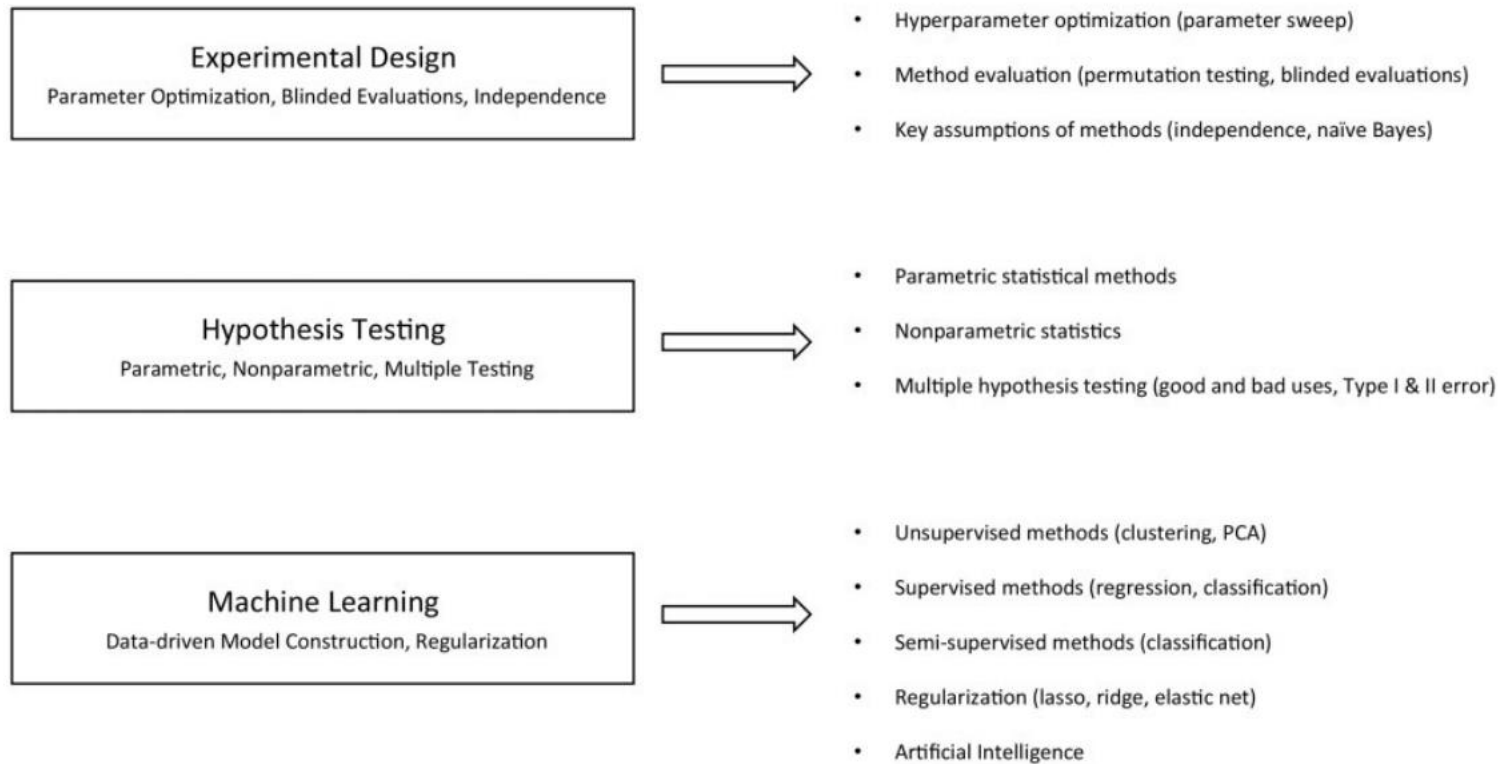 Experimental Design
Parameter Optimization, Blinded Evaluations, Independence
• Hyperparameter optimization (parameter sweep)
• Method evaluation (permutation testing, blinded evaluations)
• Key assumptions of methods (independence, naïve Bayes)
Hypothesis Testing
Parametric, Nonparametric, Multiple Testing
• Parametric statistical methods
• Nonparametric statistics
• Multiple hypothesis testing (good and bad uses, Type I & II error)
Machine Learning
Data-driven Model Construction, Regularization
• Unsupervised methods (clustering, PCA)
• Supervised methods (regression, classification)
• Semi-supervised methods (classification)
• Regularization (lasso, ridge, elastic net)
• Artificial Intelligence